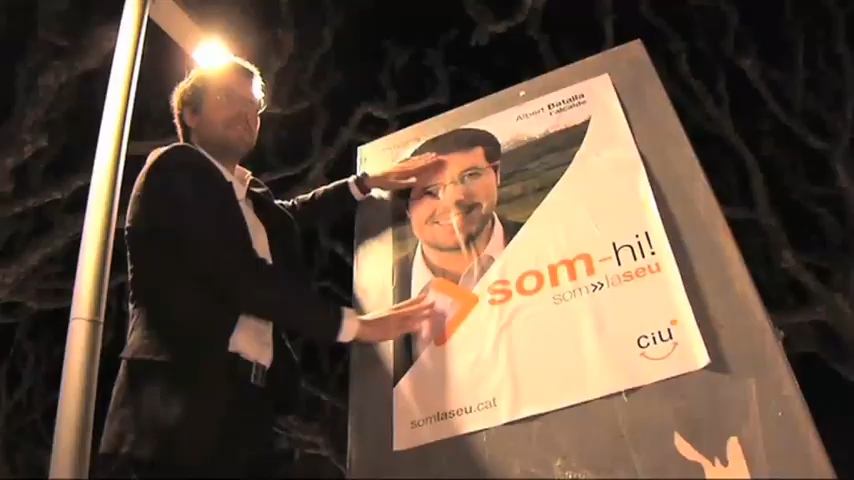 Albert Batalla
l'alcalde
som-hi!
som»laseu
ciu
somlaseu.cat